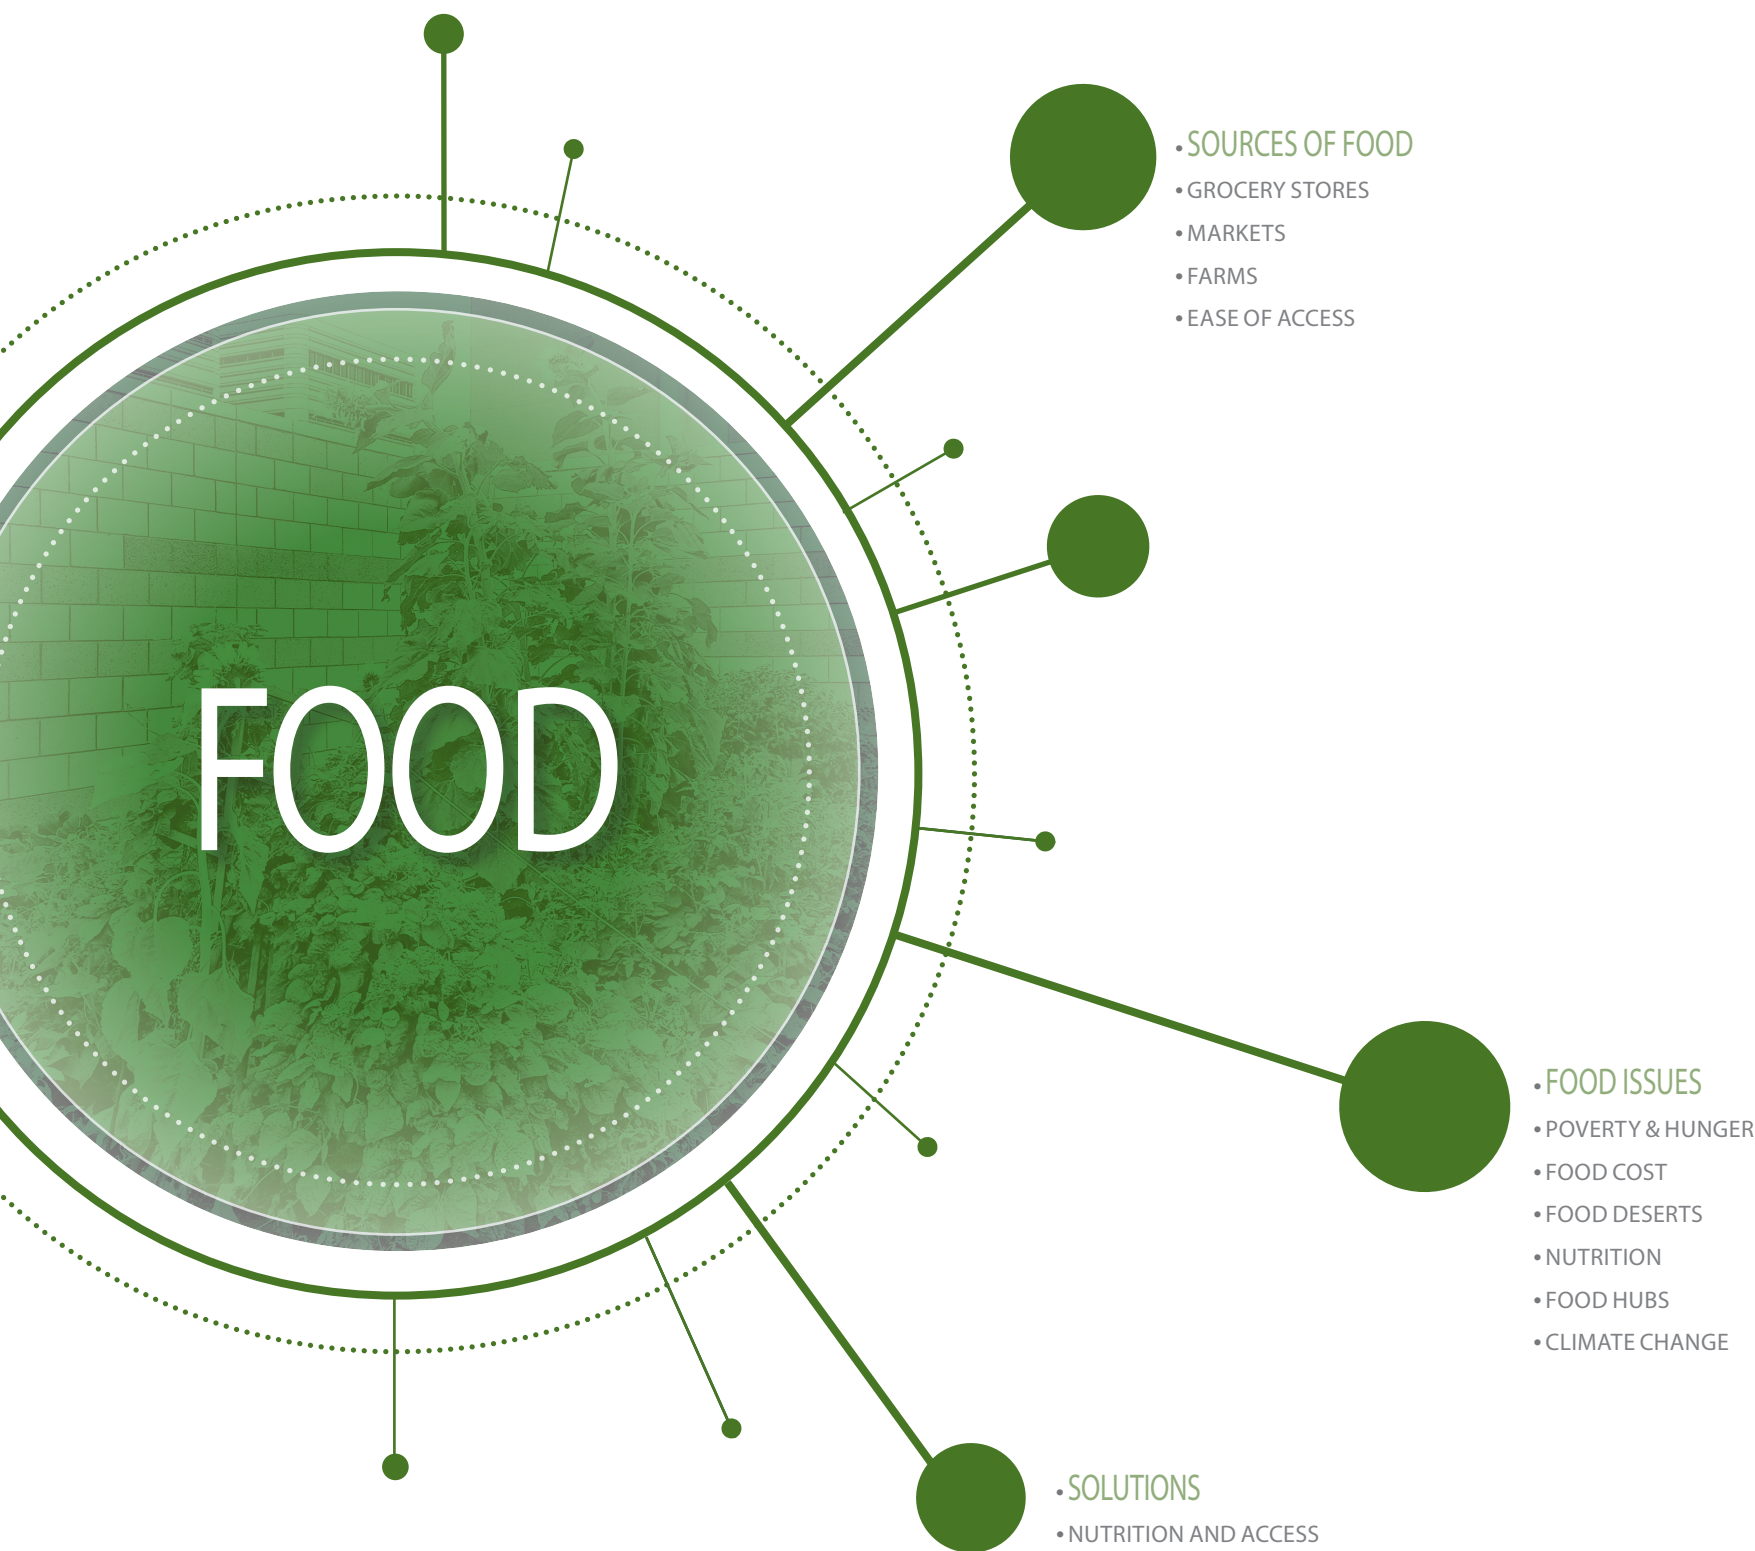 FOOD
• SOURCES OF FOOD
• GROCERY STORES
• MARKETS
• FARMS
• EASE OF ACCESS
• FOOD ISSUES
• POVERTY & HUNGER
• FOOD COST
• FOOD DESERTS
• NUTRITION
• FOOD HUBS
• CLIMATE CHANGE
• SOLUTIONS
• NUTRITION AND ACCESS